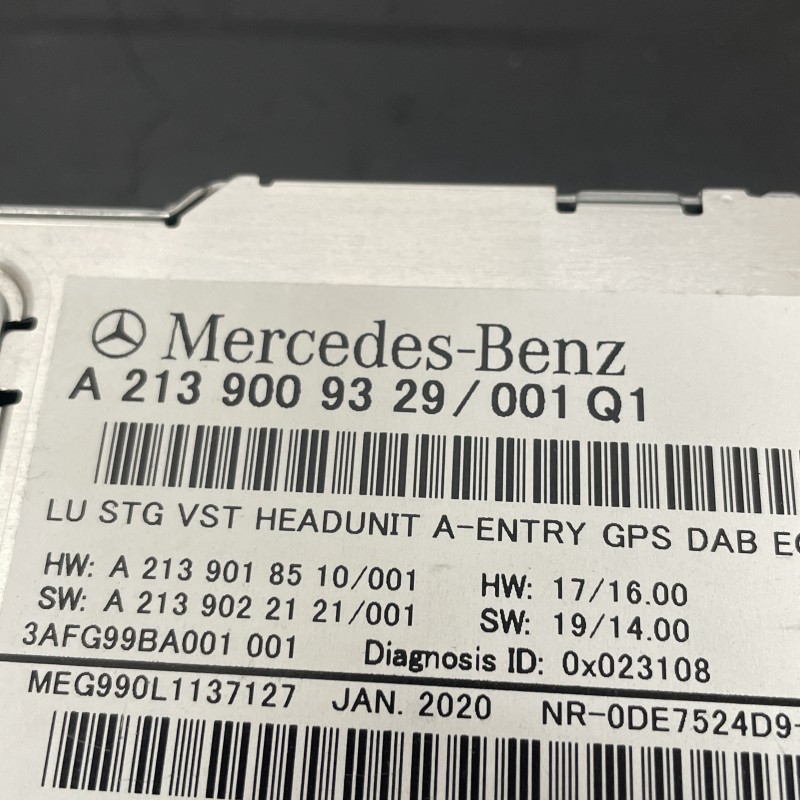 Mercedes-Benz
A 213 900 93 29/001 Q1
LU STG VST HEADUNIT A-ENTRY GPS DAB
HW: A 213 901 85 10/001 HW: 17/16.00
SW: A 213 902 21 21/001 SW: 19/14.00
3AFG99BA001 001 Diagnosis ID: 0x023108
MEG990L1137127 JAN. 2020 NR-0DE7524D9-